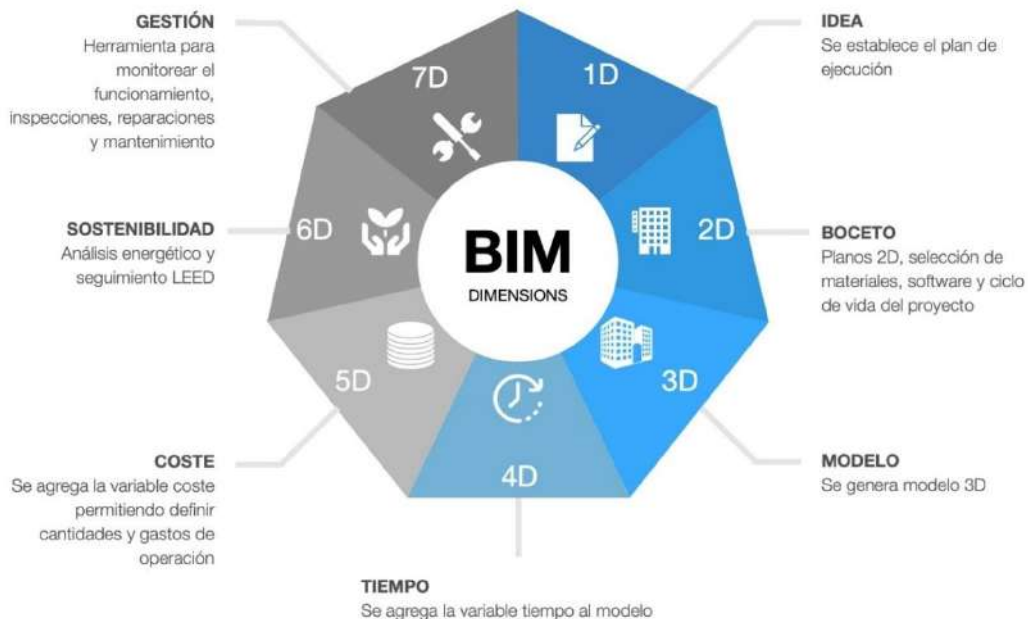 GESTIÓN
Herramienta para
monitorear el
funcionamiento,
inspecciones, reparaciones
y mantenimiento
7D
1D
IDEA
Se establece el plan de
ejecución
SOSTENIBILIDAD
Análisis energético y
seguimiento LEED
6D
BIM
DIMENSIONS
2D
BOCETO
Planos 2D, selección de
materiales, software y ciclo
de vida del proyecto
5D
3D
COSTE
Se agrega la variable coste
permitiendo definir
cantidades y gastos de
operación
4D
MODELO
Se genera modelo 3D
TIEMPO
Se agrega la variable tiempo al modelo